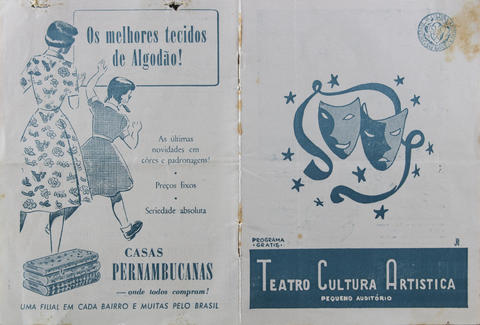 Os melhores tecidos
de Algodão!
As últimas
novidades em
côres e padronagens!
Preços fixos
Seriedade absoluta
CASAS
PERNAMBUCANAS
—onde todos compram!
UMA FILIAL EM CADA BAIRRO E MUITAS PELO BRASIL
PROGRAMA
·GRATIS·
TEATRO CULTURA ARTISTICA
PEQUENO AUDITÓRIO